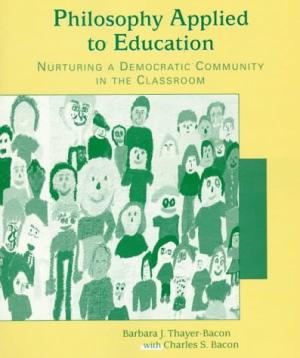 Philosophy Applied
to Education
NURTURING A DEMOCRATIC COMMUNITY
IN THE CLASSROOM
Barbara J. Thayer-Bacon
with Charles S. Bacon